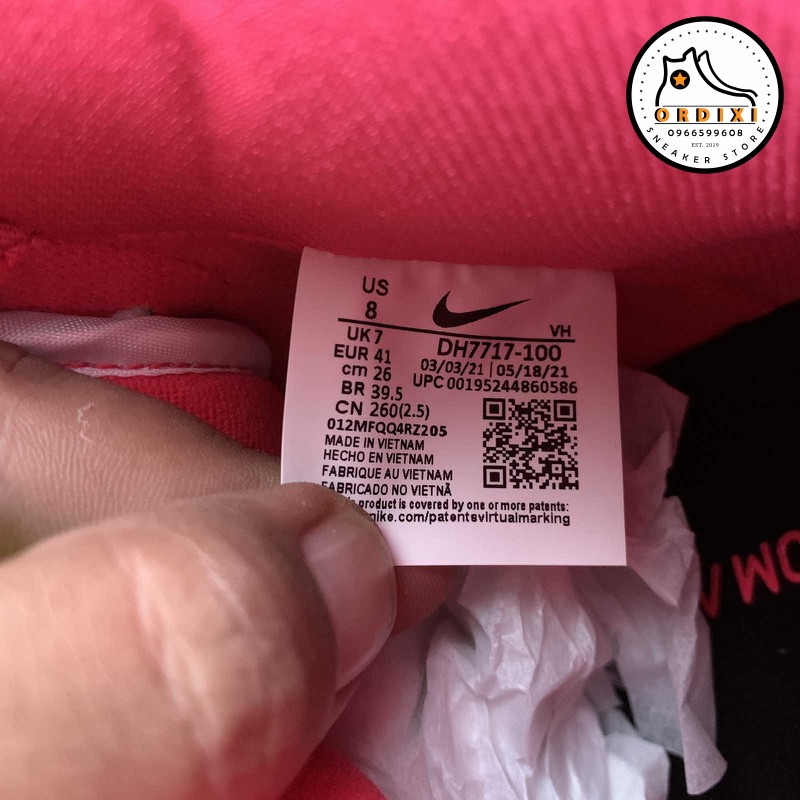 ORDIXI
0966599608
EST. 2019
SNEAKER STORE
US
8
VH
UK 7
DH7717-100
EUR 41
03/03/21 | 05/18/21
cm 26
UPC 00195244860586
BR 39.5
CN 260(2.5)
012MFQQ4RZ205
MADE IN VIETNAM
HECHO EN VIETNAM
FABRIQUE AU VIETNAM
FABRICADO NO VIETNÃ
product is covered by one or more patents:
nike.com/patentsvirtualmarking